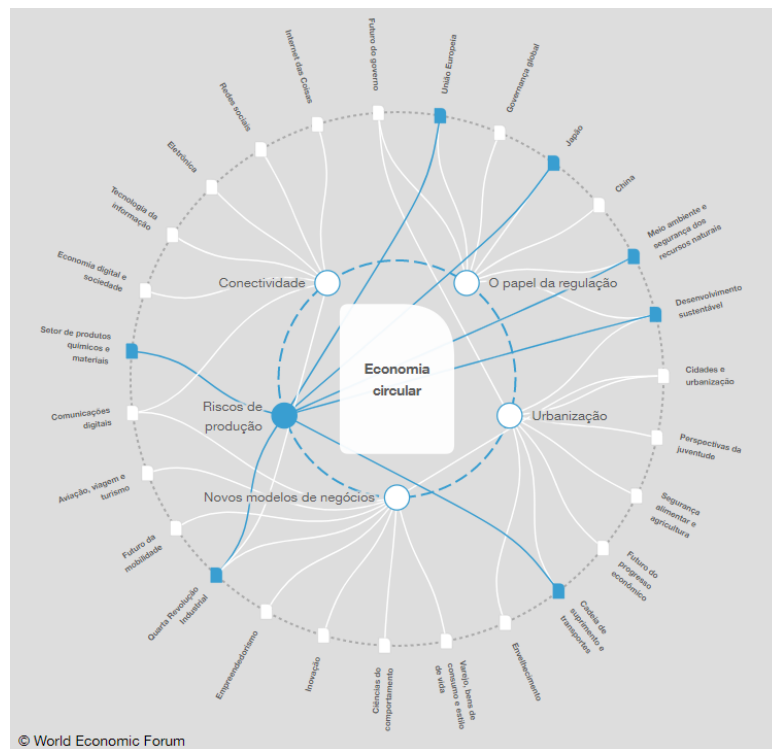 Futuro do governo
União Europeia
Governança global
Japão
China
Meio ambiente e
segurança dos
recursos naturais
Desenvolvimento
sustentável
Cidades e
urbanização
Perspectivas da
juventude
Segurança
alimentar e
agricultura
Futuro do
progresso
econômico
Cadeia de
suprimento e
transportes
Envelhecimento
Varejo, bens de
consumo e estilo
de vida
Ciências do
comportamento
Inovação
Empreendedorismo
Quarta Revolução
Industrial
Futuro da
mobilidade
Aviação, viagem e
turismo
Comunicações
digitais
Setor de produtos
químicos e
materiais
Economia digital e
sociedade
Tecnologia da
informação
Eletrônica
Redes sociais
Internet das Coisas
Conectividade
O papel da regulação
Economia
circular
Riscos de
produção
Urbanização
Novos modelos de negócios
© World Economic Forum